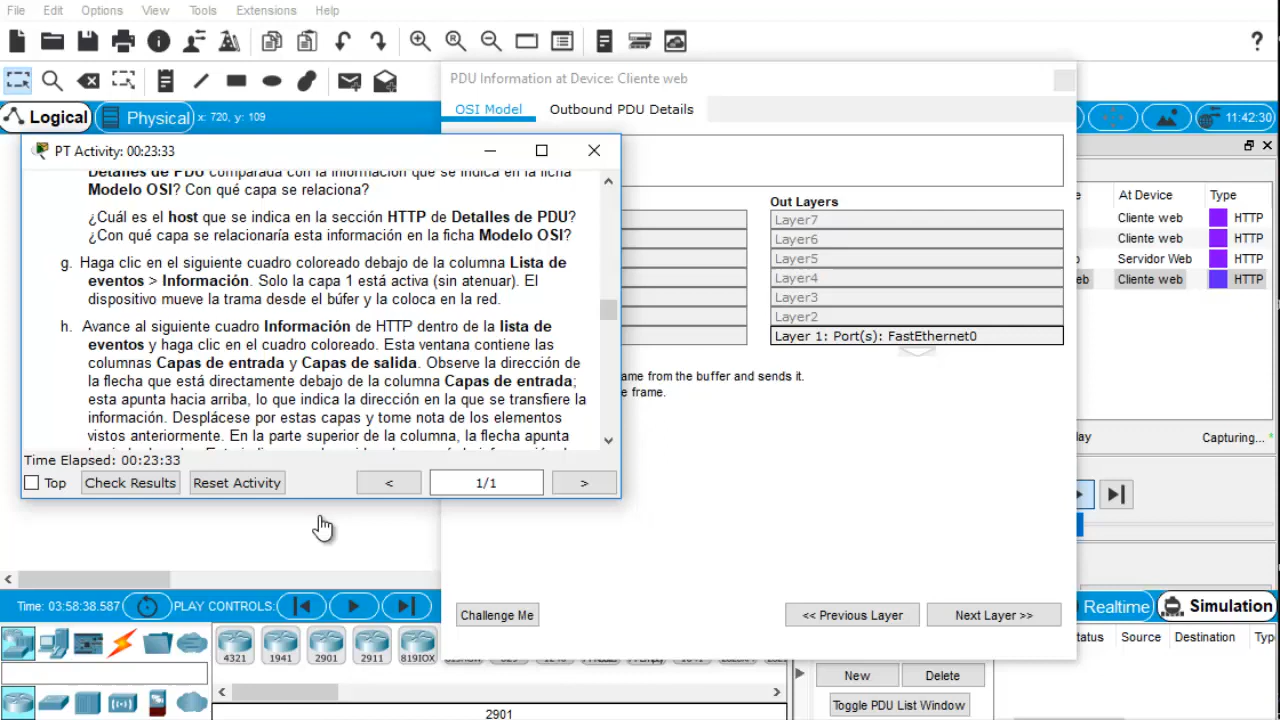 File Edit Options View Tools Extensions Help
?
Logical Physical x: 720, y: 109
11:42:30
PDU Information at Device: Cliente web
OSI Model Outbound PDU Details
PT Activity: 00:23:33
Detalles de PDU comparada con la información que se indica en la ficha
Modelo OSI? Con qué capa se relaciona?
¿Cuál es el host que se indica en la sección HTTP de Detalles de PDU?
¿Con qué capa se relacionaría esta información en la ficha Modelo OSI?
g. Haga clic en el siguiente cuadro coloreado debajo de la columna Lista de
eventos > Información. Solo la capa 1 está activa (sin atenuar). El
dispositivo mueve la trama desde el búfer y la coloca en la red.
h. Avance al siguiente cuadro Información de HTTP dentro de la lista de
eventos y haga clic en el cuadro coloreado. Esta ventana contiene las
columnas Capas de entrada y Capas de salida. Observe la dirección de
la flecha que está directamente debajo de la columna Capas de entrada;
esta apunta hacia arriba, lo que indica la dirección en la que se transfiere la
información. Desplácese por estas capas y tome nota de los elementos
vistos anteriormente. En la parte superior de la columna, la flecha apunta
Time Elapsed: 00:23:33
Top Check Results Reset Activity < 1/1 >
Out Layers
Layer7
Layer6
Layer5
Layer4
Layer3
Layer2
Layer 1: Port(s): FastEthernet0
ame from the buffer and sends it.
e frame.
Challenge Me << Previous Layer Next Layer >>
e At Device Type
Cliente web HTTP
Cliente web HTTP
Servidor Web HTTP
eb Cliente web HTTP
lay Capturing...*
Time: 03:58:38.587 PLAY CONTROLS:
Realtime Simulation
4321 1941 2901 2911 819IOX
2901
New Delete
Toggle PDU List Window
tatus Source Destination Typ